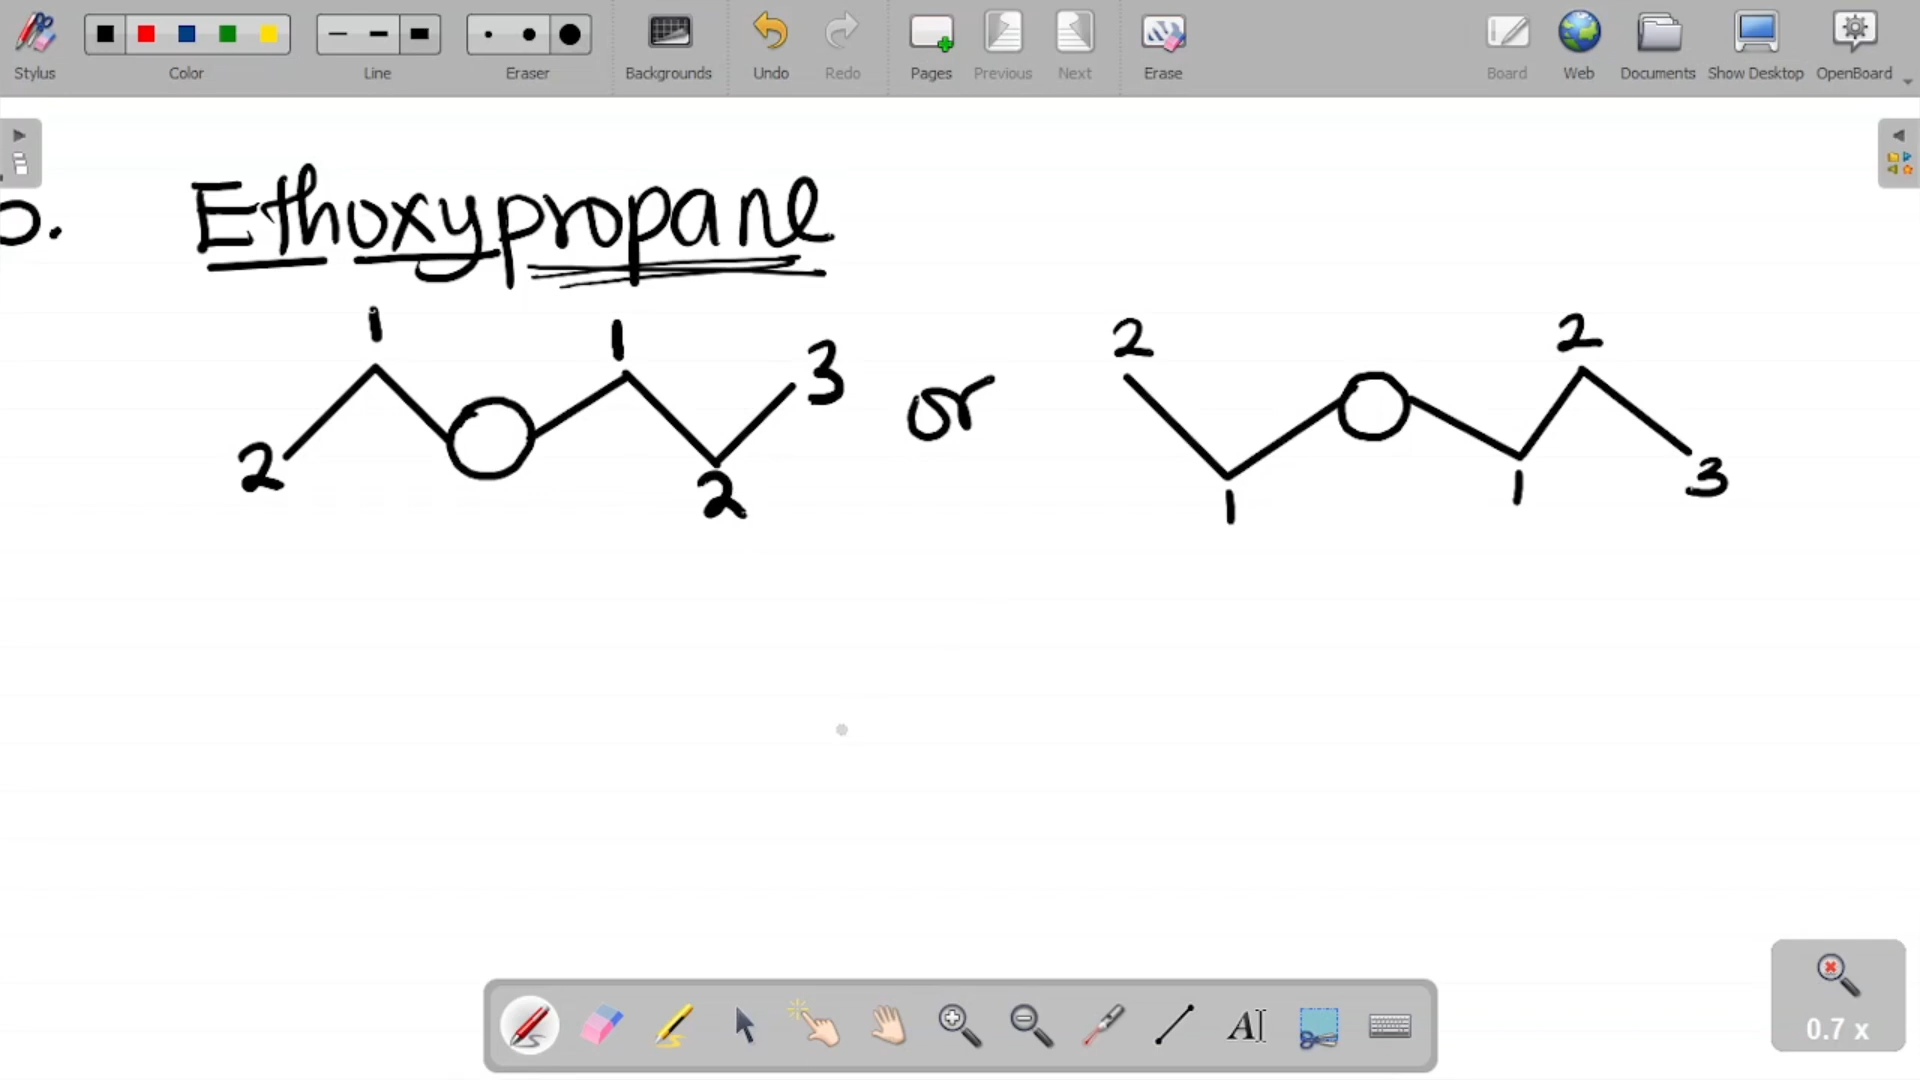 Stylus Color Line Eraser Backgrounds Undo Redo Pages Previous Next Erase Board Web Documents Show Desktop OpenBoard
Ethoxypropane
1 1 3 or 2 2
2 O 2 O 3
1 1
0.7 x